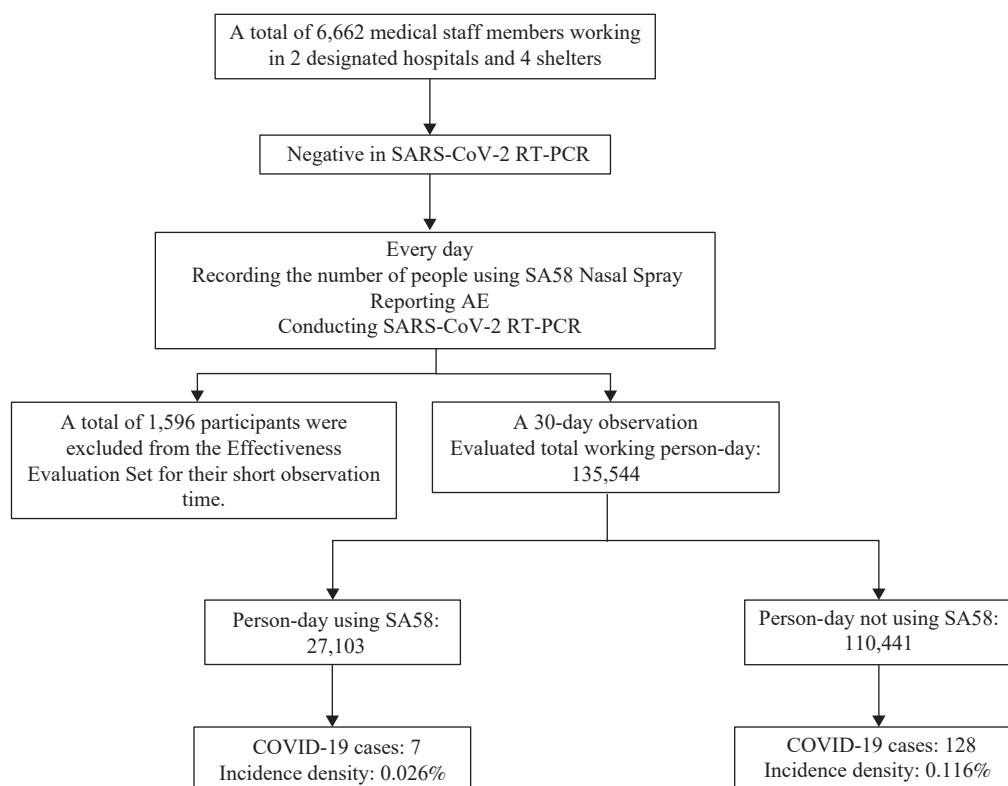 A total of 6,662 medical staff members working
in 2 designated hospitals and 4 shelters
Negative in SARS-CoV-2 RT-PCR
Every day
Recording the number of people using SA58 Nasal Spray
Reporting AE
Conducting SARS-CoV-2 RT-PCR
A total of 1,596 participants were
excluded from the Effectiveness
Evaluation Set for their short observation
time.
A 30-day observation
Evaluated total working person-day:
135,544
Person-day using SA58:
27,103
Person-day not using SA58:
110,441
COVID-19 cases: 7
Incidence density: 0.026%
COVID-19 cases: 128
Incidence density: 0.116%